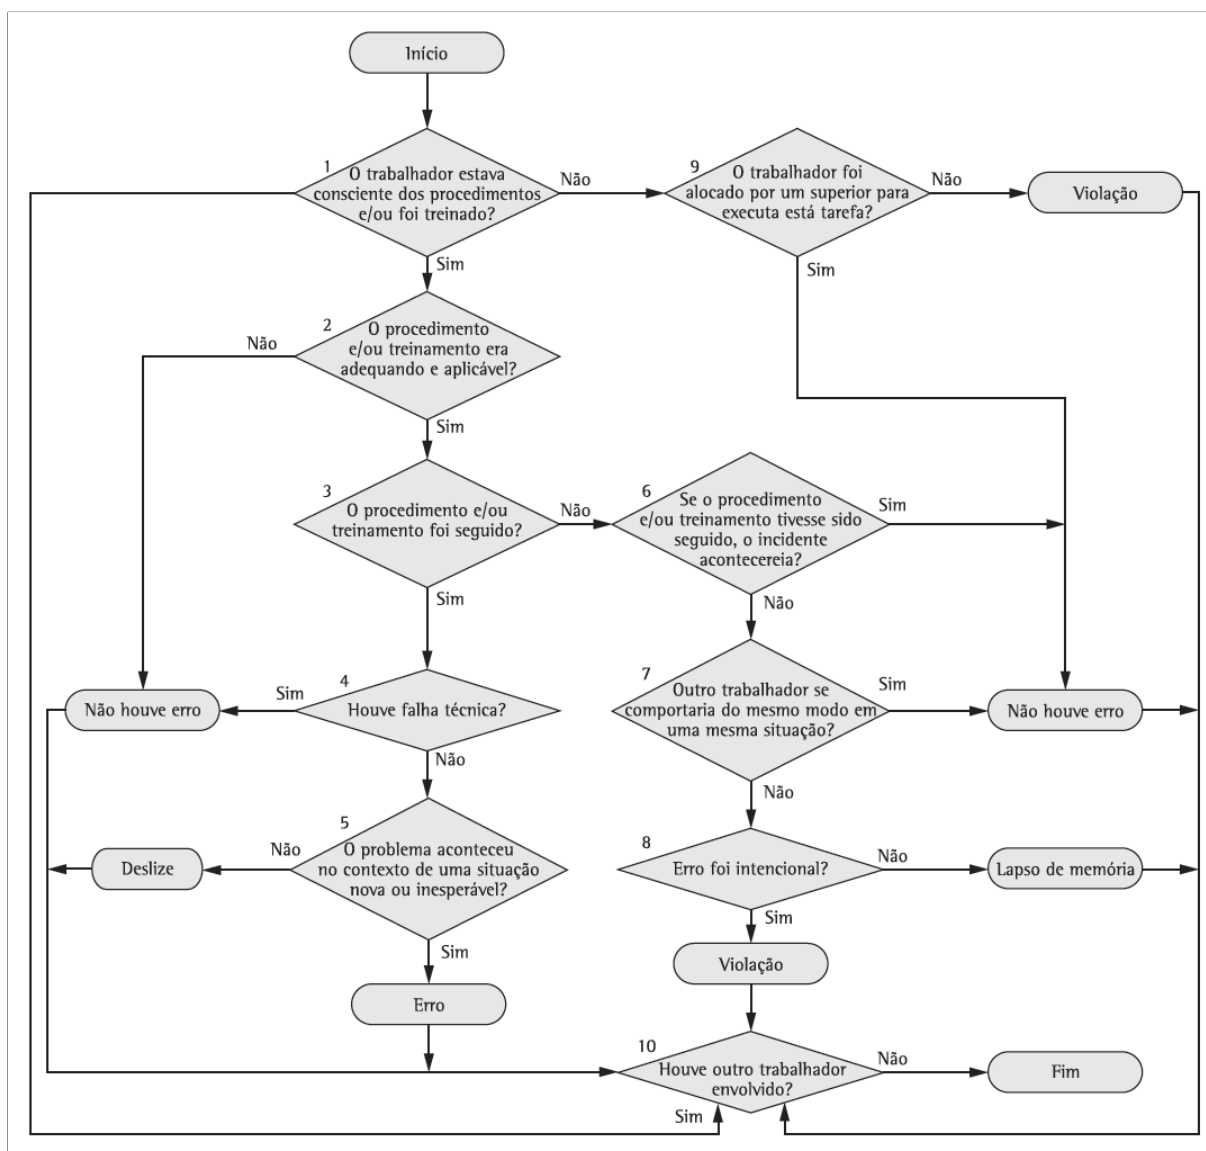 Início
1
O trabalhador estava
consciente dos procedimentos
e/ou foi treinado?
Não
9
O trabalhador foi
alocado por um superior para
executa está tarefa?
Não
Violação
Sim
Sim
2
O procedimento
e/ou treinamento era
adequando e aplicável?
Não
Sim
3
O procedimento e/ou
treinamento foi seguido?
Não
6
Se o procedimento
e/ou treinamento tivesse sido
seguido, o incidente
acontecereia?
Sim
Sim
Não
4
Houve falha técnica?
Sim
Não houve erro
7
Outro trabalhador se
comportaria do mesmo modo em
uma mesma situação?
Sim
Não houve erro
Não
Não
5
O problema aconteceu
no contexto de uma situação
nova ou inesperável?
Não
Deslize
8
Erro foi intencional?
Não
Lapso de memória
Sim
Sim
Violação
Erro
10
Houve outro trabalhador
envolvido?
Não
Fim
Sim